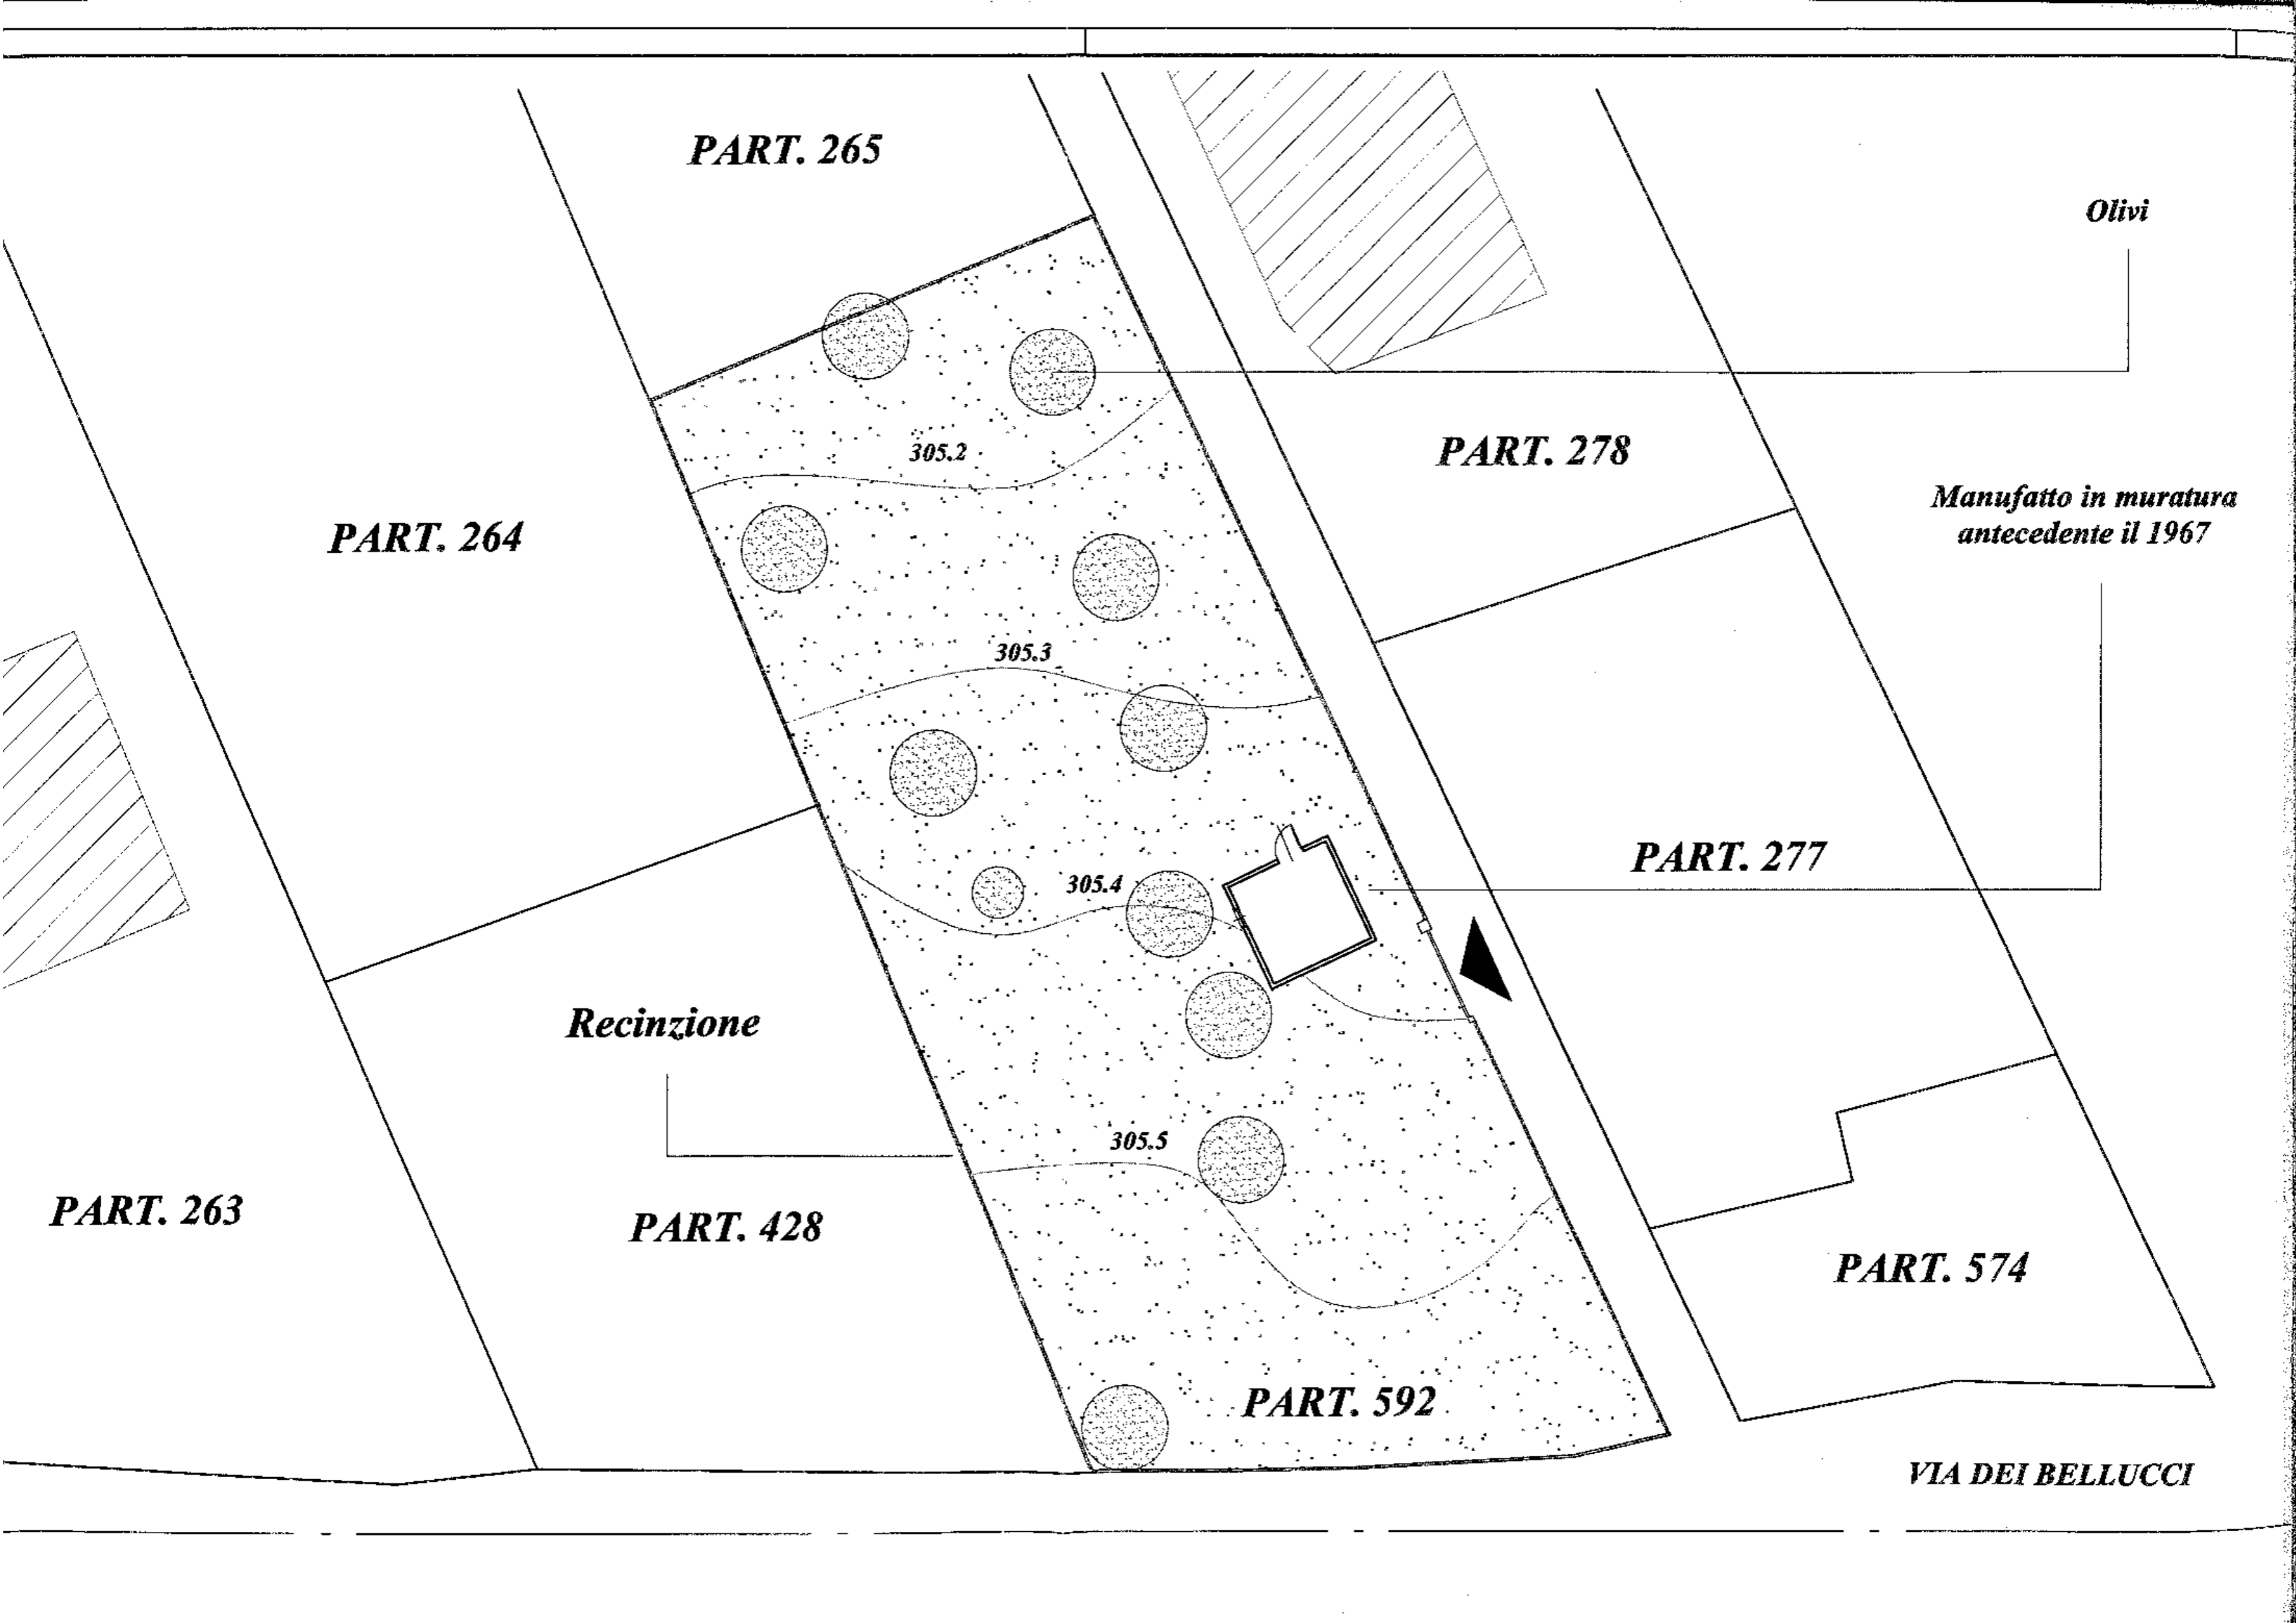 PART. 265
Olivi
PART. 278
305.2
Manufatto in muratura
antecedente il 1967
PART. 264
305.3
PART. 277
305.4
Recinzione
305.5
PART. 263
PART. 428
PART. 574
PART. 592
VIA DEI BELLUCCI